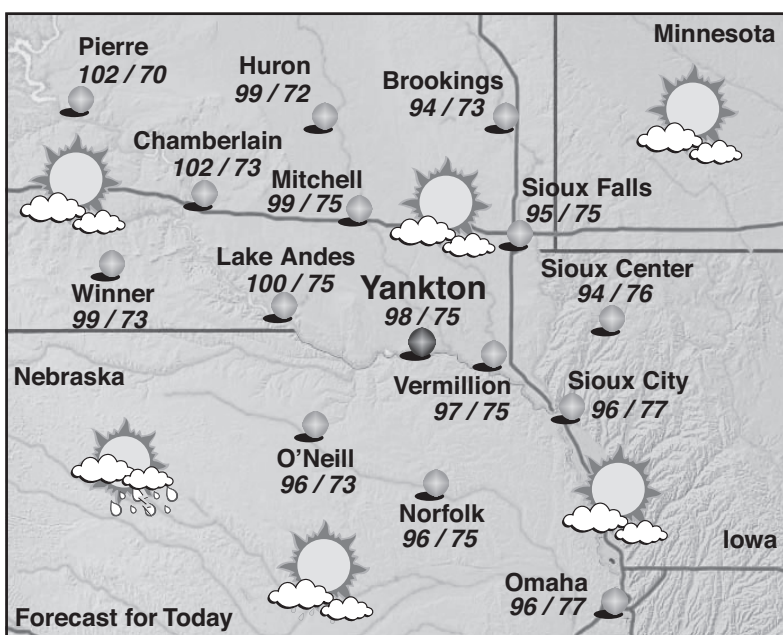 Pierre
102 / 70
Huron
99 / 72
Brookings
94 / 73
Minnesota
Chamberlain
102 / 73
Mitchell
99 / 75
Sioux Falls
95 / 75
Winner
99 / 73
Lake Andes
100 / 75
Yankton
98 / 75
Sioux Center
94 / 76
Nebraska
Vermillion
97 / 75
Sioux City
96 / 77
O'Neill
96 / 73
Norfolk
96 / 75
Iowa
Omaha
96 / 77
Forecast for Today